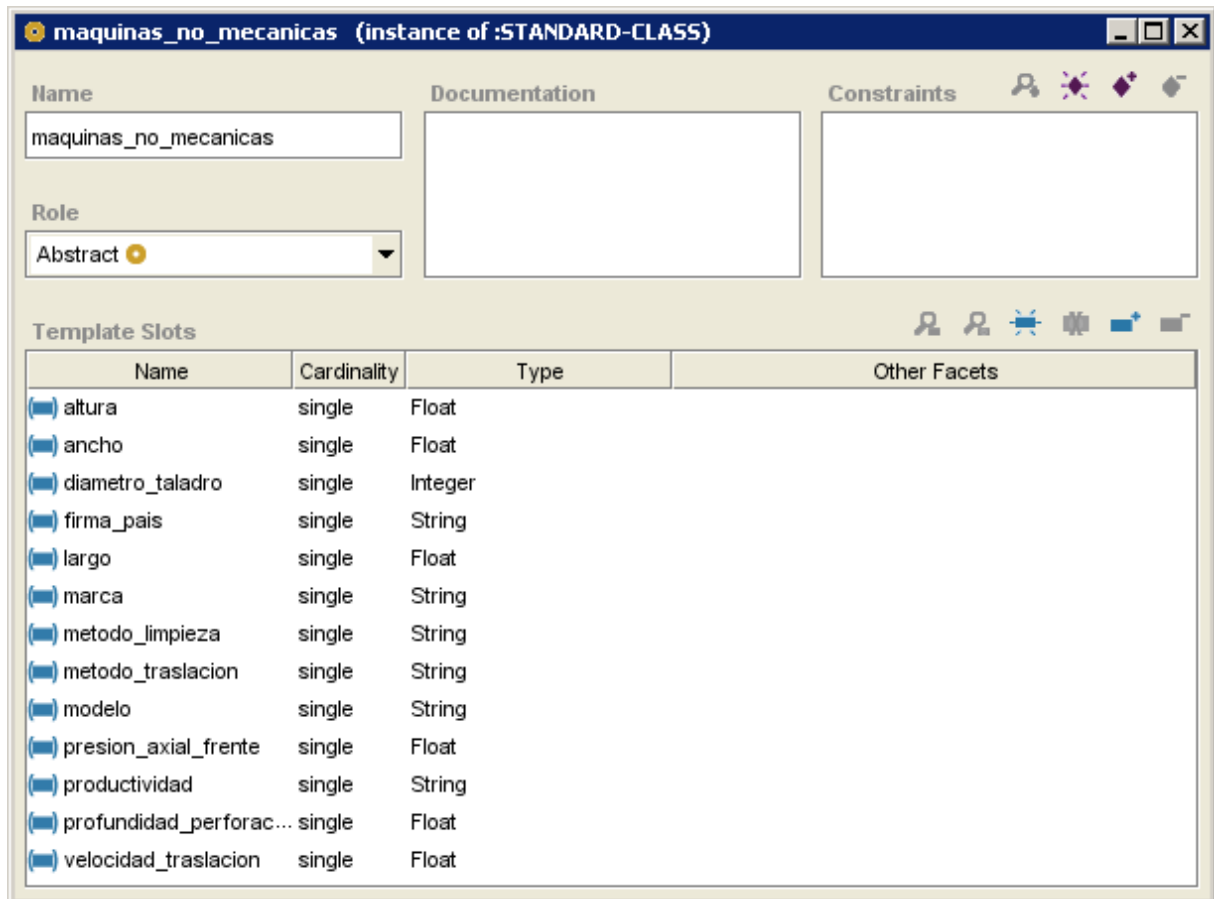 maquinas_no_mecanicas (instance of :STANDARD-CLASS)
Name Documentation Constraints
maquinas_no_mecanicas
Role
Abstract
Template Slots
Name Cardinality Type Other Facets
altura single Float
ancho single Float
diametro_taladro single Integer
firma_pais single String
largo single Float
marca single String
metodo_limpieza single String
metodo_traslacion single String
modelo single String
presion_axial_frente single Float
productividad single String
profundidad_perforac... single Float
velocidad_traslacion single Float